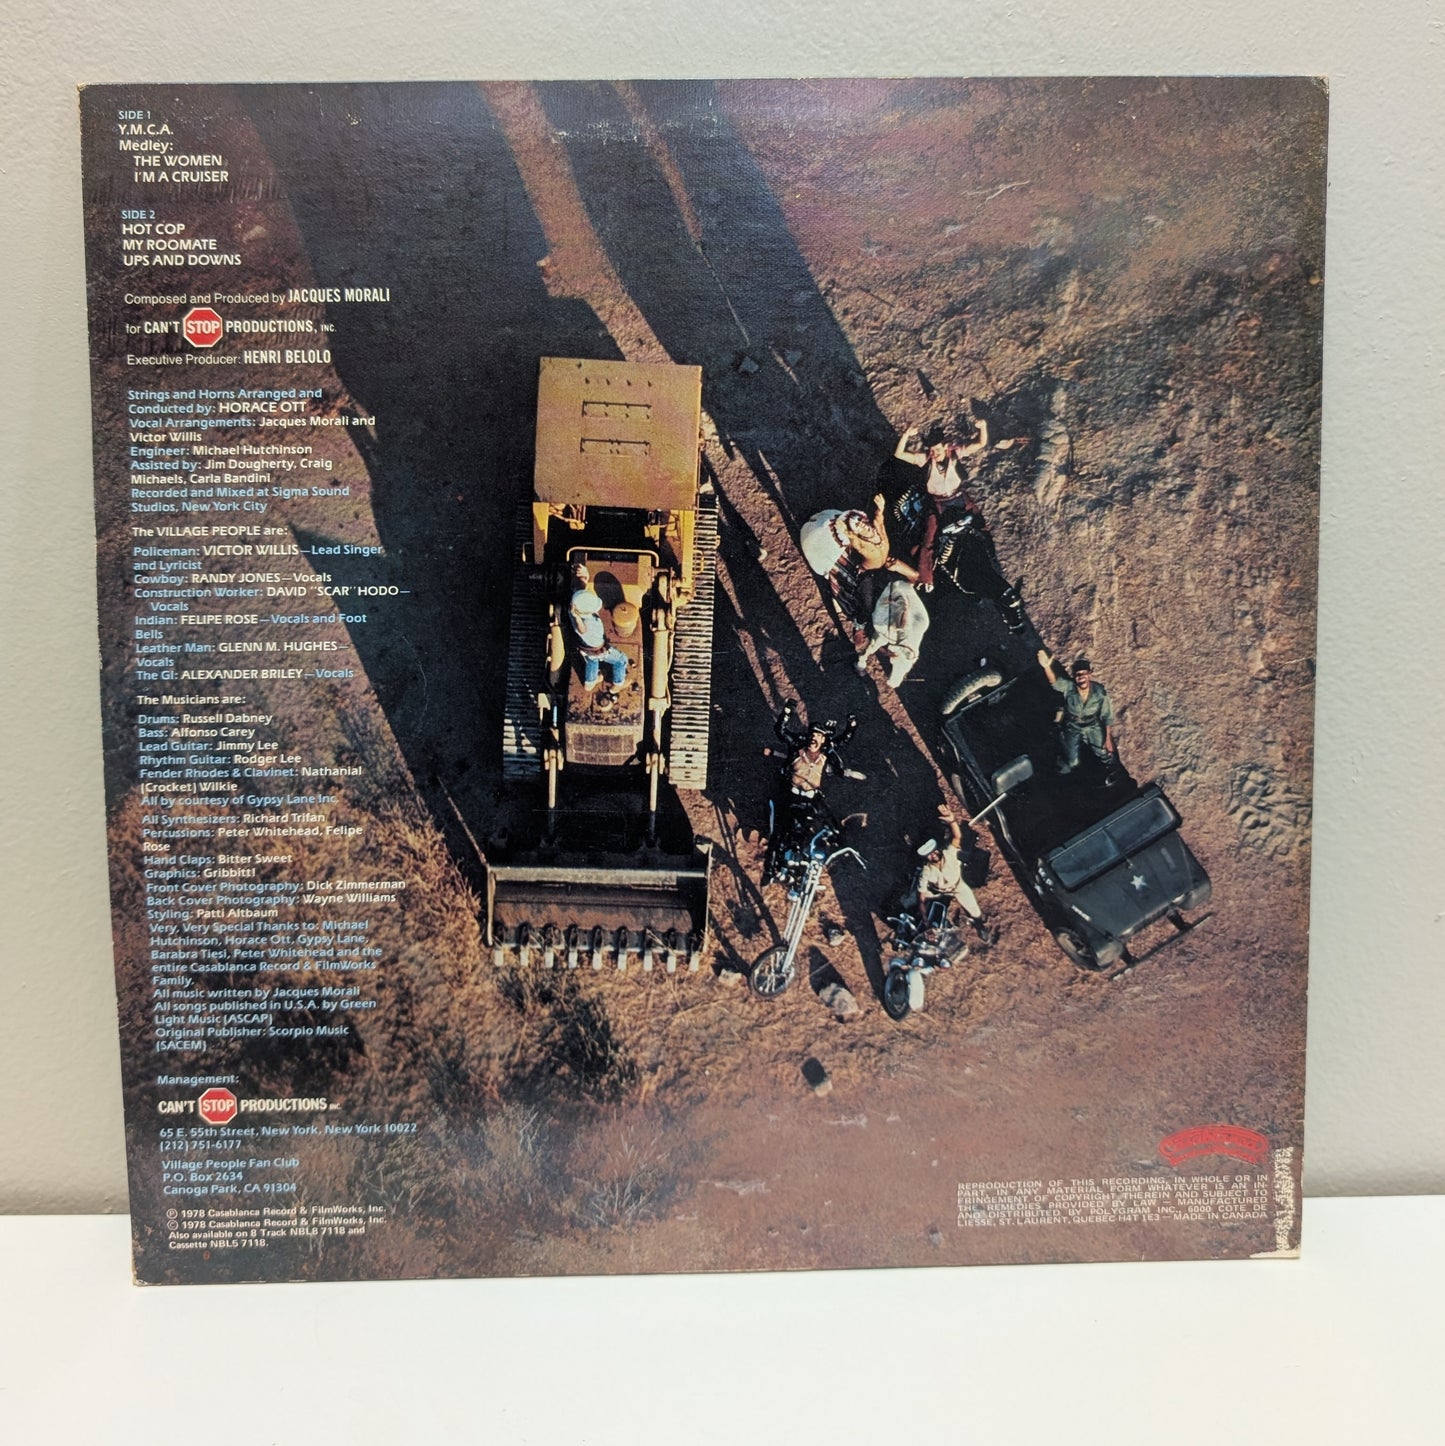 SIDE 1
Y.M.C.A.
Medley:
THE WOMEN
I'M A CRUISER
SIDE 2
HOT COP
MY ROOMATE
UPS AND DOWNS
Composed and Produced by JACQUES MORALI
for CAN'T STOP PRODUCTIONS, INC.
Executive Producer: HENRI BELOLO
Strings and Horns Arranged and
Conducted by: HORACE OTT
Vocal Arrangements: Jacques Morali and
Victor Willis
Engineer: Michael Hutchinson
Assisted by: Jim Dougherty, Craig
Michaels, Carla Bandini
Recorded and Mixed at Sigma Sound
Studios, New York City
The VILLAGE PEOPLE are:
Policeman: VICTOR WILLIS—Lead Singer
and Lyricist
Cowboy: RANDY JONES—Vocals
Construction Worker: DAVID "SCAR" HODO—
Vocals
Indian: FELIPE ROSE—Vocals and Foot
Bells
Leather Man: GLENN M. HUGHES—
Vocals
The GI: ALEXANDER BRILEY—Vocals
The Musicians are:
Drums: Russell Dabney
Bass: Alfonso Carey
Lead Guitar: Jimmy Lee
Rhythm Guitar: Rodger Lee
Fender Rhodes & Clavinet: Nathanial
(Crocket) Wilkie
All by courtesy of Gypsy Lane Inc.
All Synthesizers: Richard Trifan
Percussions: Peter Whitehead, Felipe
Rose
Hand Claps: Bitter Sweet
Graphics: Gribbitt!
Front Cover Photography: Dick Zimmerman
Back Cover Photography: Wayne Williams
Styling: Patti Altbaum
Very, Very Special Thanks to: Michael
Hutchinson, Horace Ott, Gypsy Lane,
Barabra Tiesi, Peter Whitehead and the
entire Casablanca Record & FilmWorks
Family.
All music written by Jacques Morali
All songs published in U.S.A. by Green
Light Music (ASCAP)
Original Publisher: Scorpio Music
(SACEM)
Management:
CAN'T STOP PRODUCTIONS INC.
65 E. 55th Street, New York, New York 10022
(212) 751-6177
Village People Fan Club
P.O. Box 2634
Canoga Park, CA 91304
℗ 1978 Casablanca Record & FilmWorks, Inc.
© 1978 Casablanca Record & FilmWorks, Inc.
Also available on 8 Track NBL8 7118 and
Cassette NBL5 7118.
REPRODUCTION OF THIS RECORDING, IN WHOLE OR IN
PART, IN ANY MATERIAL FORM WHATEVER IS AN IN-
FRINGEMENT OF COPYRIGHT THEREIN AND SUBJECT TO
THE REMEDIES PROVIDED BY LAW — MANUFACTURED
AND DISTRIBUTED BY POLYGRAM INC., 6000 COTE DE
LIESSE, ST. LAURENT, QUEBEC H4T 1E3 — MADE IN CANADA